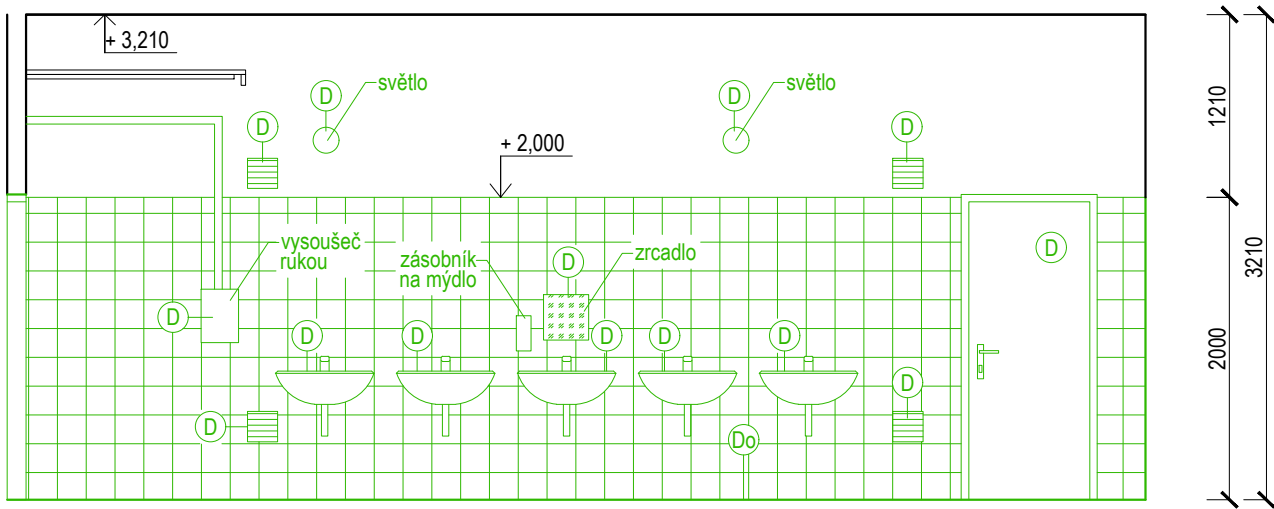 + 3,210
světlo
světlo
D
D
D
D
+ 2,000
1210
vysoušeč
rukou
zásobník
na mýdlo
zrcadlo
D
D
D
D
D
D
D
D
D
D
D
Do
2000
3210